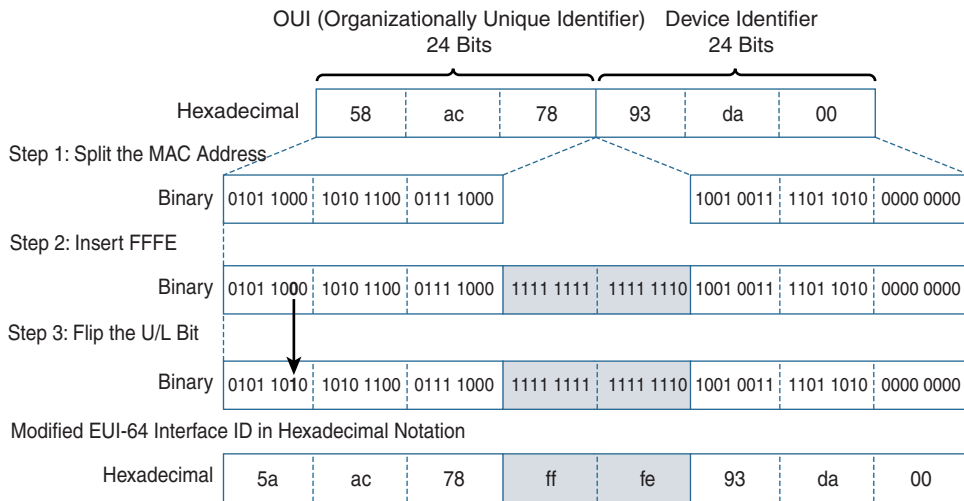 OUI (Organizationally Unique Identifier) Device Identifier
24 Bits 24 Bits
Hexadecimal 58 ac 78 93 da 00
Step 1: Split the MAC Address
Binary 0101 1000 1010 1100 0111 1000 1001 0011 1101 1010 0000 0000
Step 2: Insert FFFE
Binary 0101 1000 1010 1100 0111 1000 1111 1111 1111 1110 1001 0011 1101 1010 0000 0000
Step 3: Flip the U/L Bit
Binary 0101 1010 1010 1100 0111 1000 1111 1111 1111 1110 1001 0011 1101 1010 0000 0000
Modified EUI-64 Interface ID in Hexadecimal Notation
Hexadecimal 5a ac 78 ff fe 93 da 00